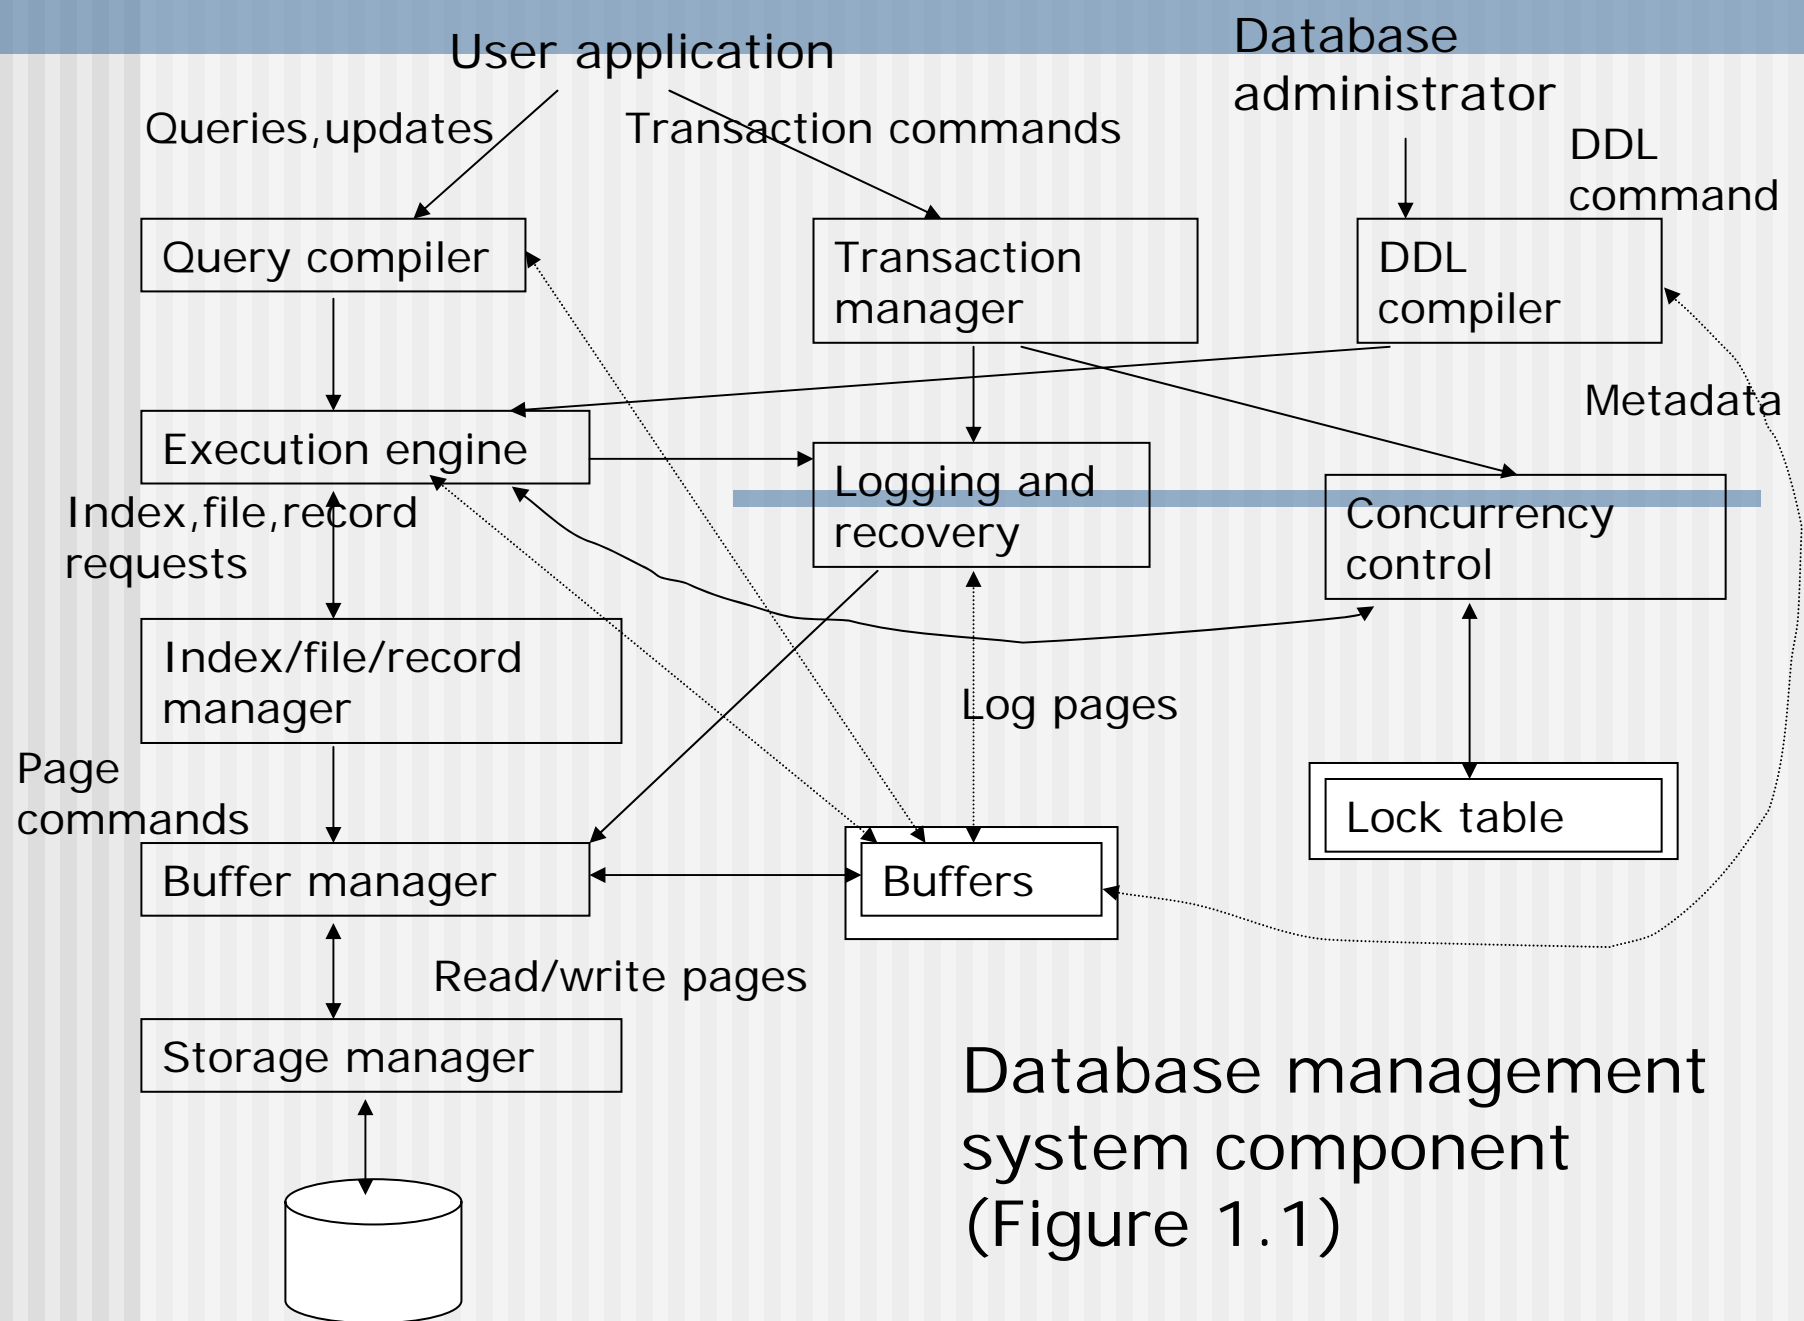 User application
Database
administrator
Queries,updates
Transaction commands
DDL
command
Query compiler
Transaction
manager
DDL
compiler
Metadata
Execution engine
Logging and
recovery
Index,file,record
requests
Concurrency
control
Index/file/record
manager
Log pages
Page
commands
Lock table
Buffer manager
Buffers
Read/write pages
Storage manager
Database management
system component
(Figure 1.1)